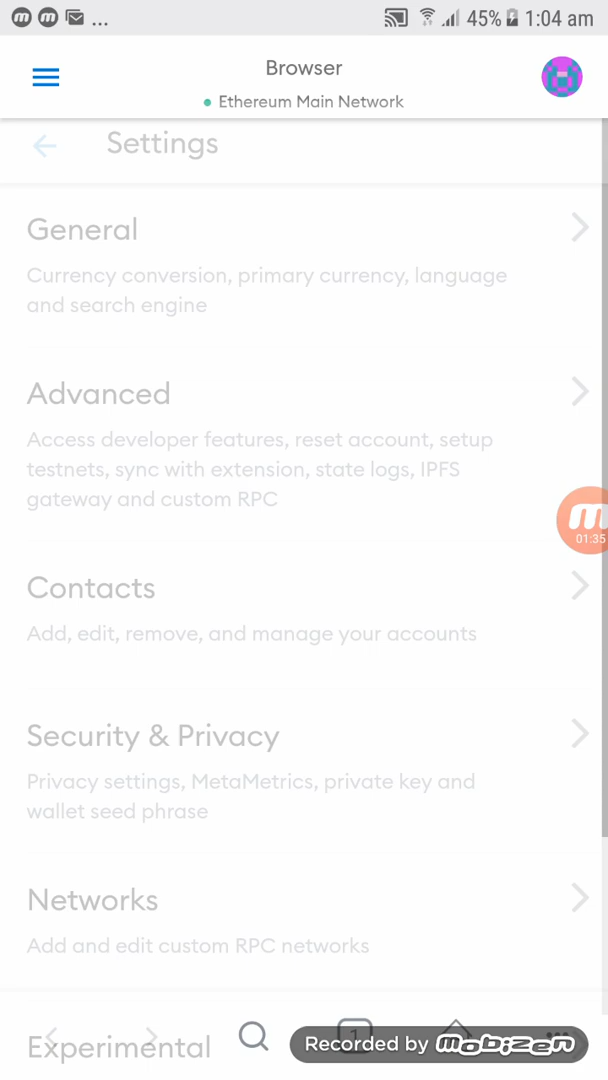 ... 45% 1:04 am
Browser
Ethereum Main Network
Settings
General
Currency conversion, primary currency, language
and search engine
Advanced
Access developer features, reset account, setup
testnets, sync with extension, state logs, IPFS
gateway and custom RPC
01:35
Contacts
Add, edit, remove, and manage your accounts
Security & Privacy
Privacy settings, MetaMetrics, private key and
wallet seed phrase
Networks
Add and edit custom RPC networks
Experimental
1
Recorded by mobizen